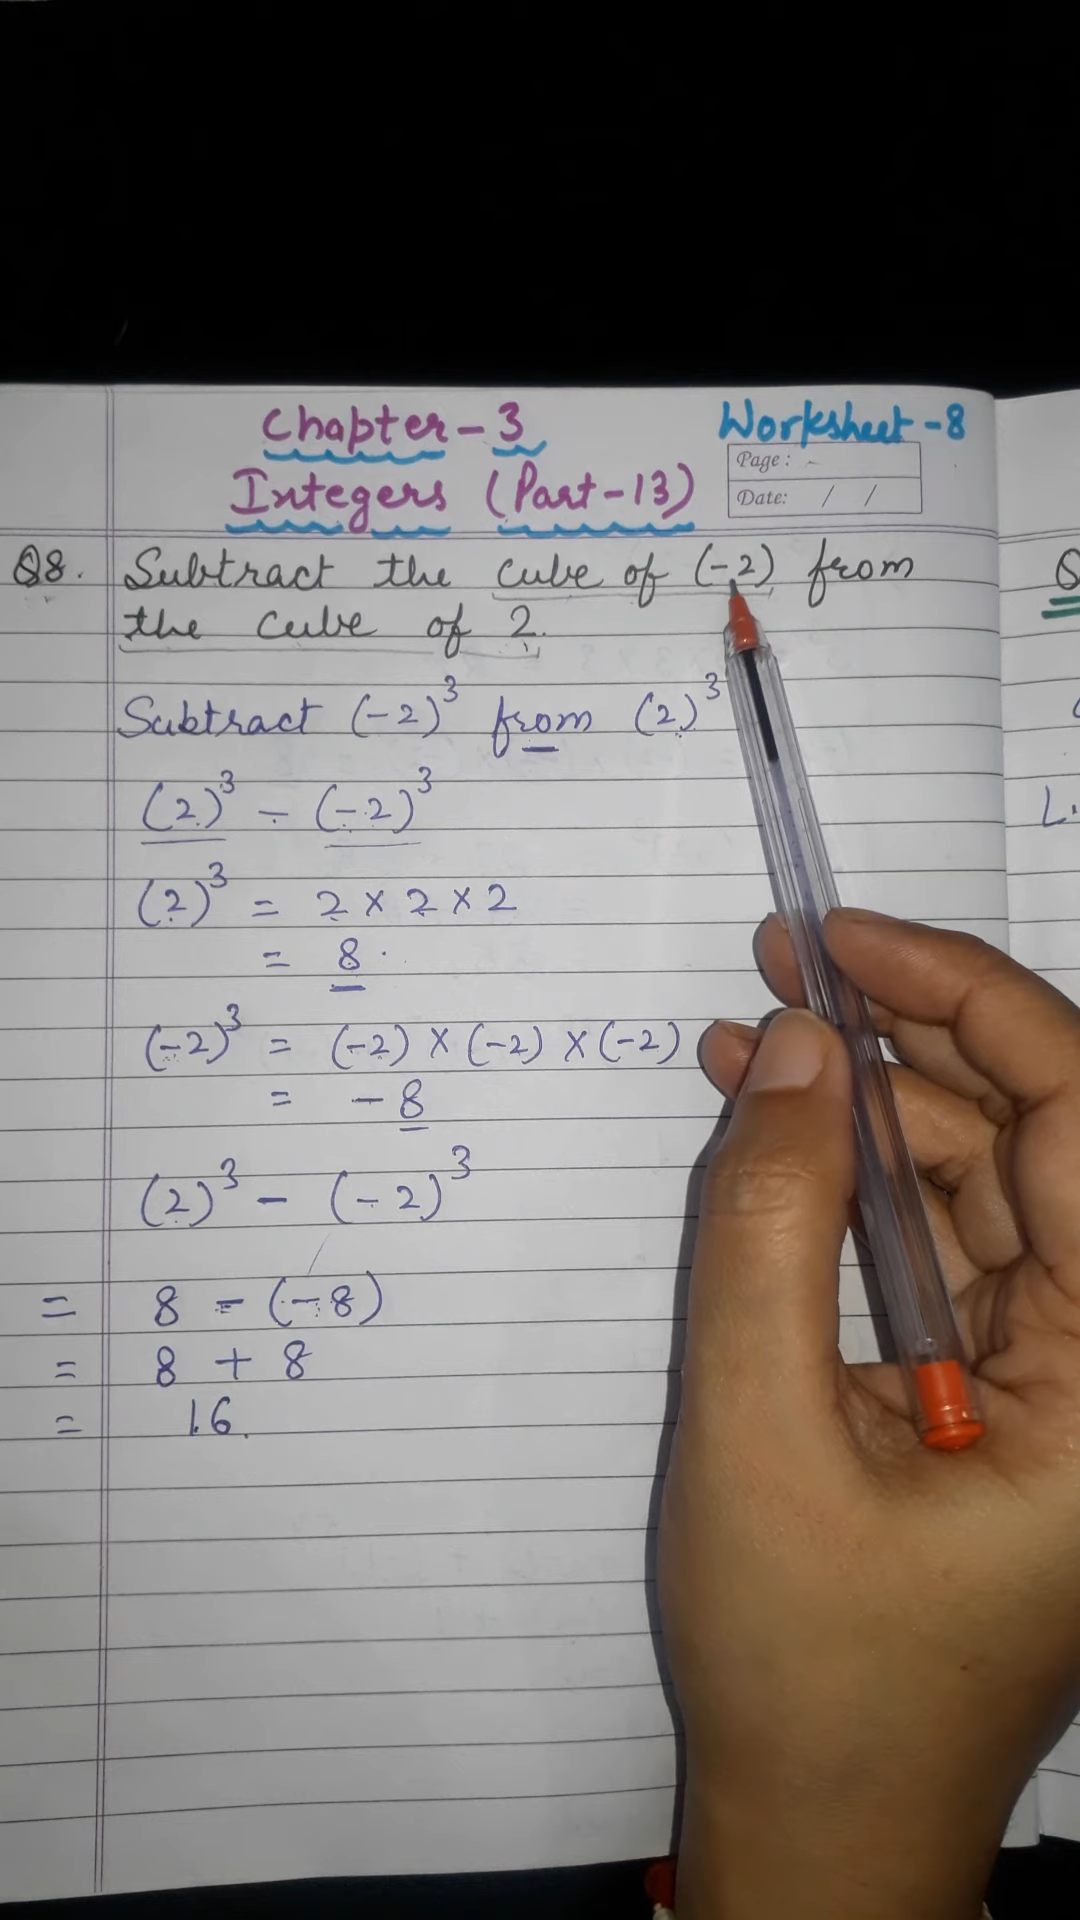 Chapter-3
Worksheet-8
Page:
Integers (Part-13)
Date: / /
Q8. Subtract the cube of (-2) from
the cube of 2.
Subtract (-2)³ from (2)³
(2)³ - (-2)³
(2)³ = 2 × 2 × 2
= 8
(-2)³ = (-2) × (-2) × (-2)
= -8
(2)³ - (-2)³
= 8 - (-8)
= 8 + 8
= 16